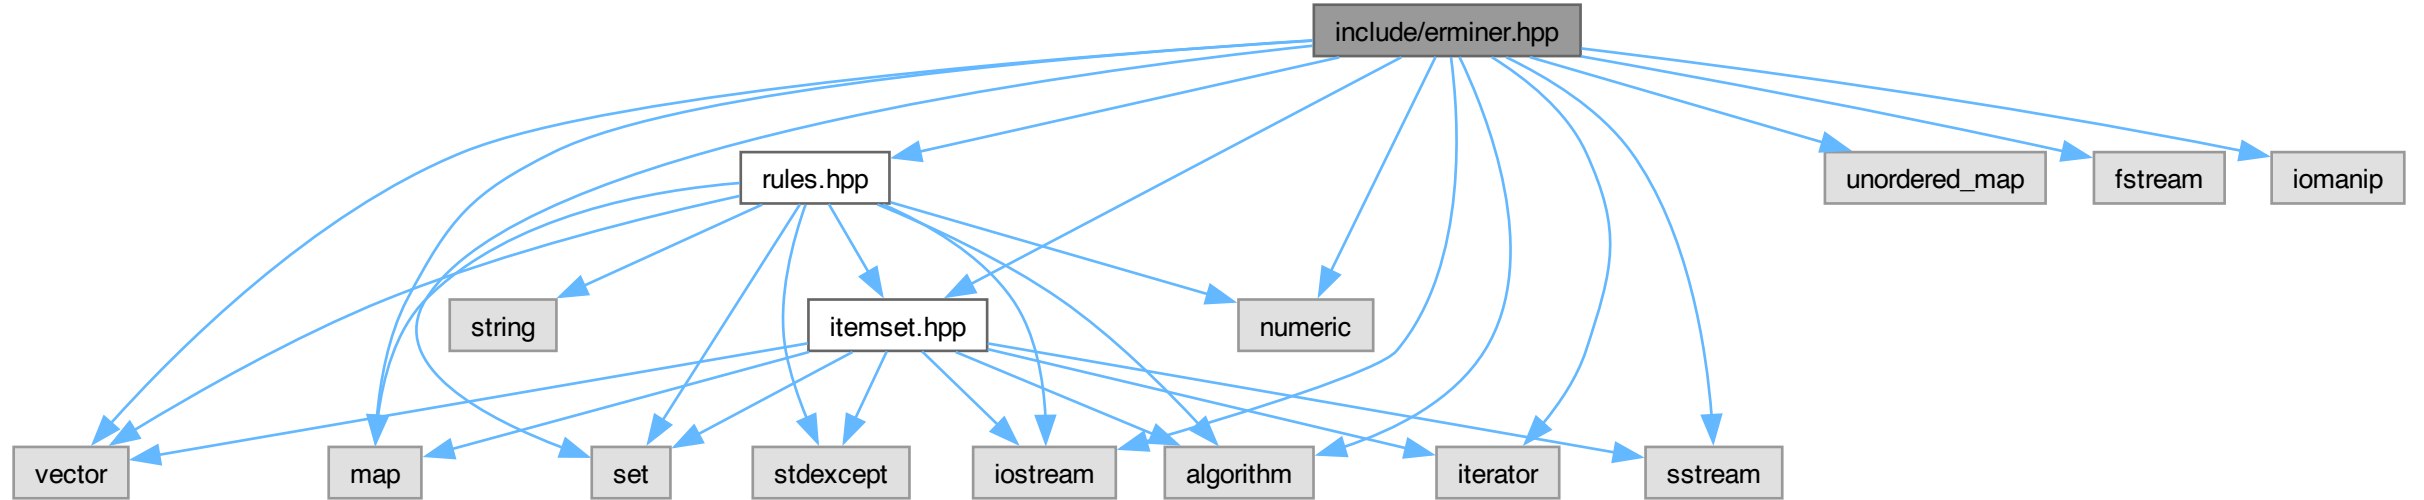 include/erminer.hpp
rules.hpp
unordered_map
fstream
iomanip
string
itemset.hpp
numeric
vector
map
set
stdexcept
iostream
algorithm
iterator
sstream